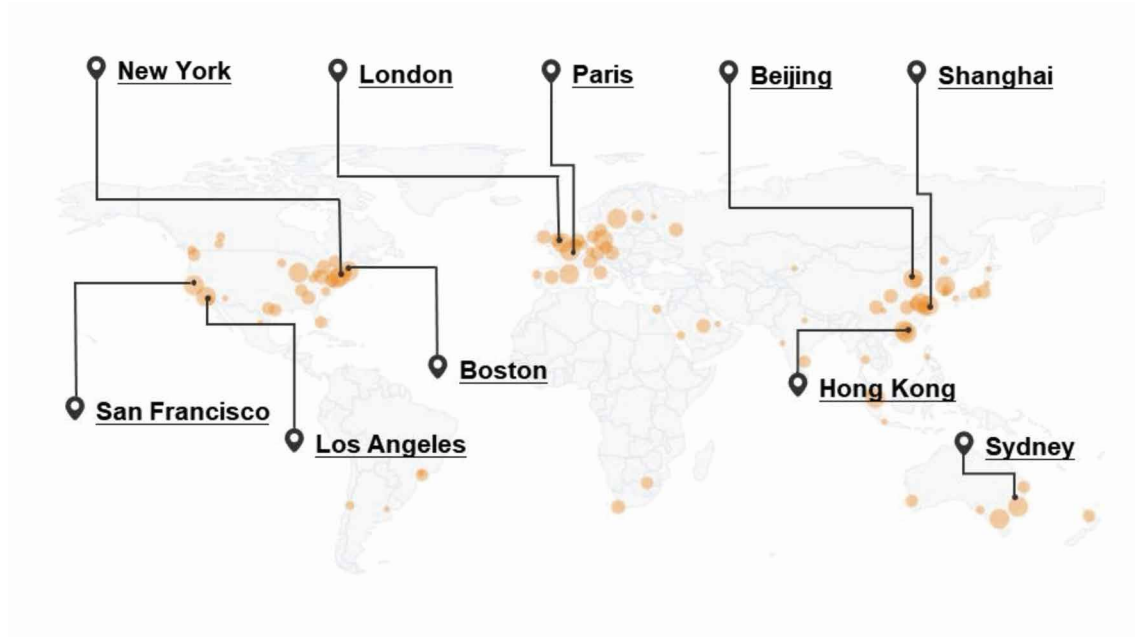 New York
London
Paris
Beijing
Shanghai
Boston
Hong Kong
San Francisco
Los Angeles
Sydney